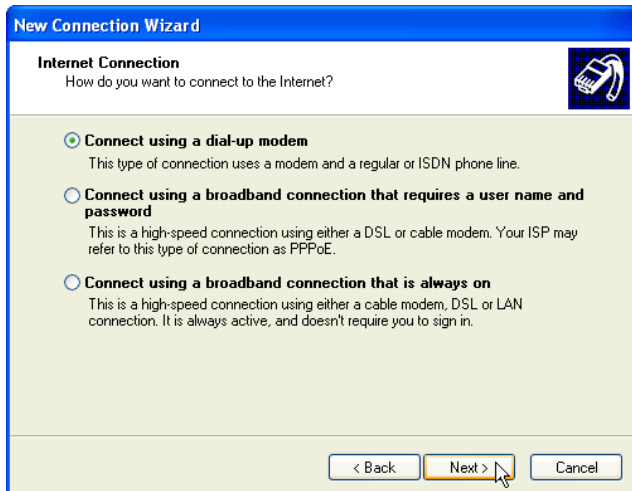 New Connection Wizard
Internet Connection
How do you want to connect to the Internet?
Connect using a dial-up modem
This type of connection uses a modem and a regular or ISDN phone line.
Connect using a broadband connection that requires a user name and
password
This is a high-speed connection using either a DSL or cable modem. Your ISP may
refer to this type of connection as PPPoE.
Connect using a broadband connection that is always on
This is a high-speed connection using either a cable modem, DSL or LAN
connection. It is always active, and doesn't require you to sign in.
< Back
Next >
Cancel